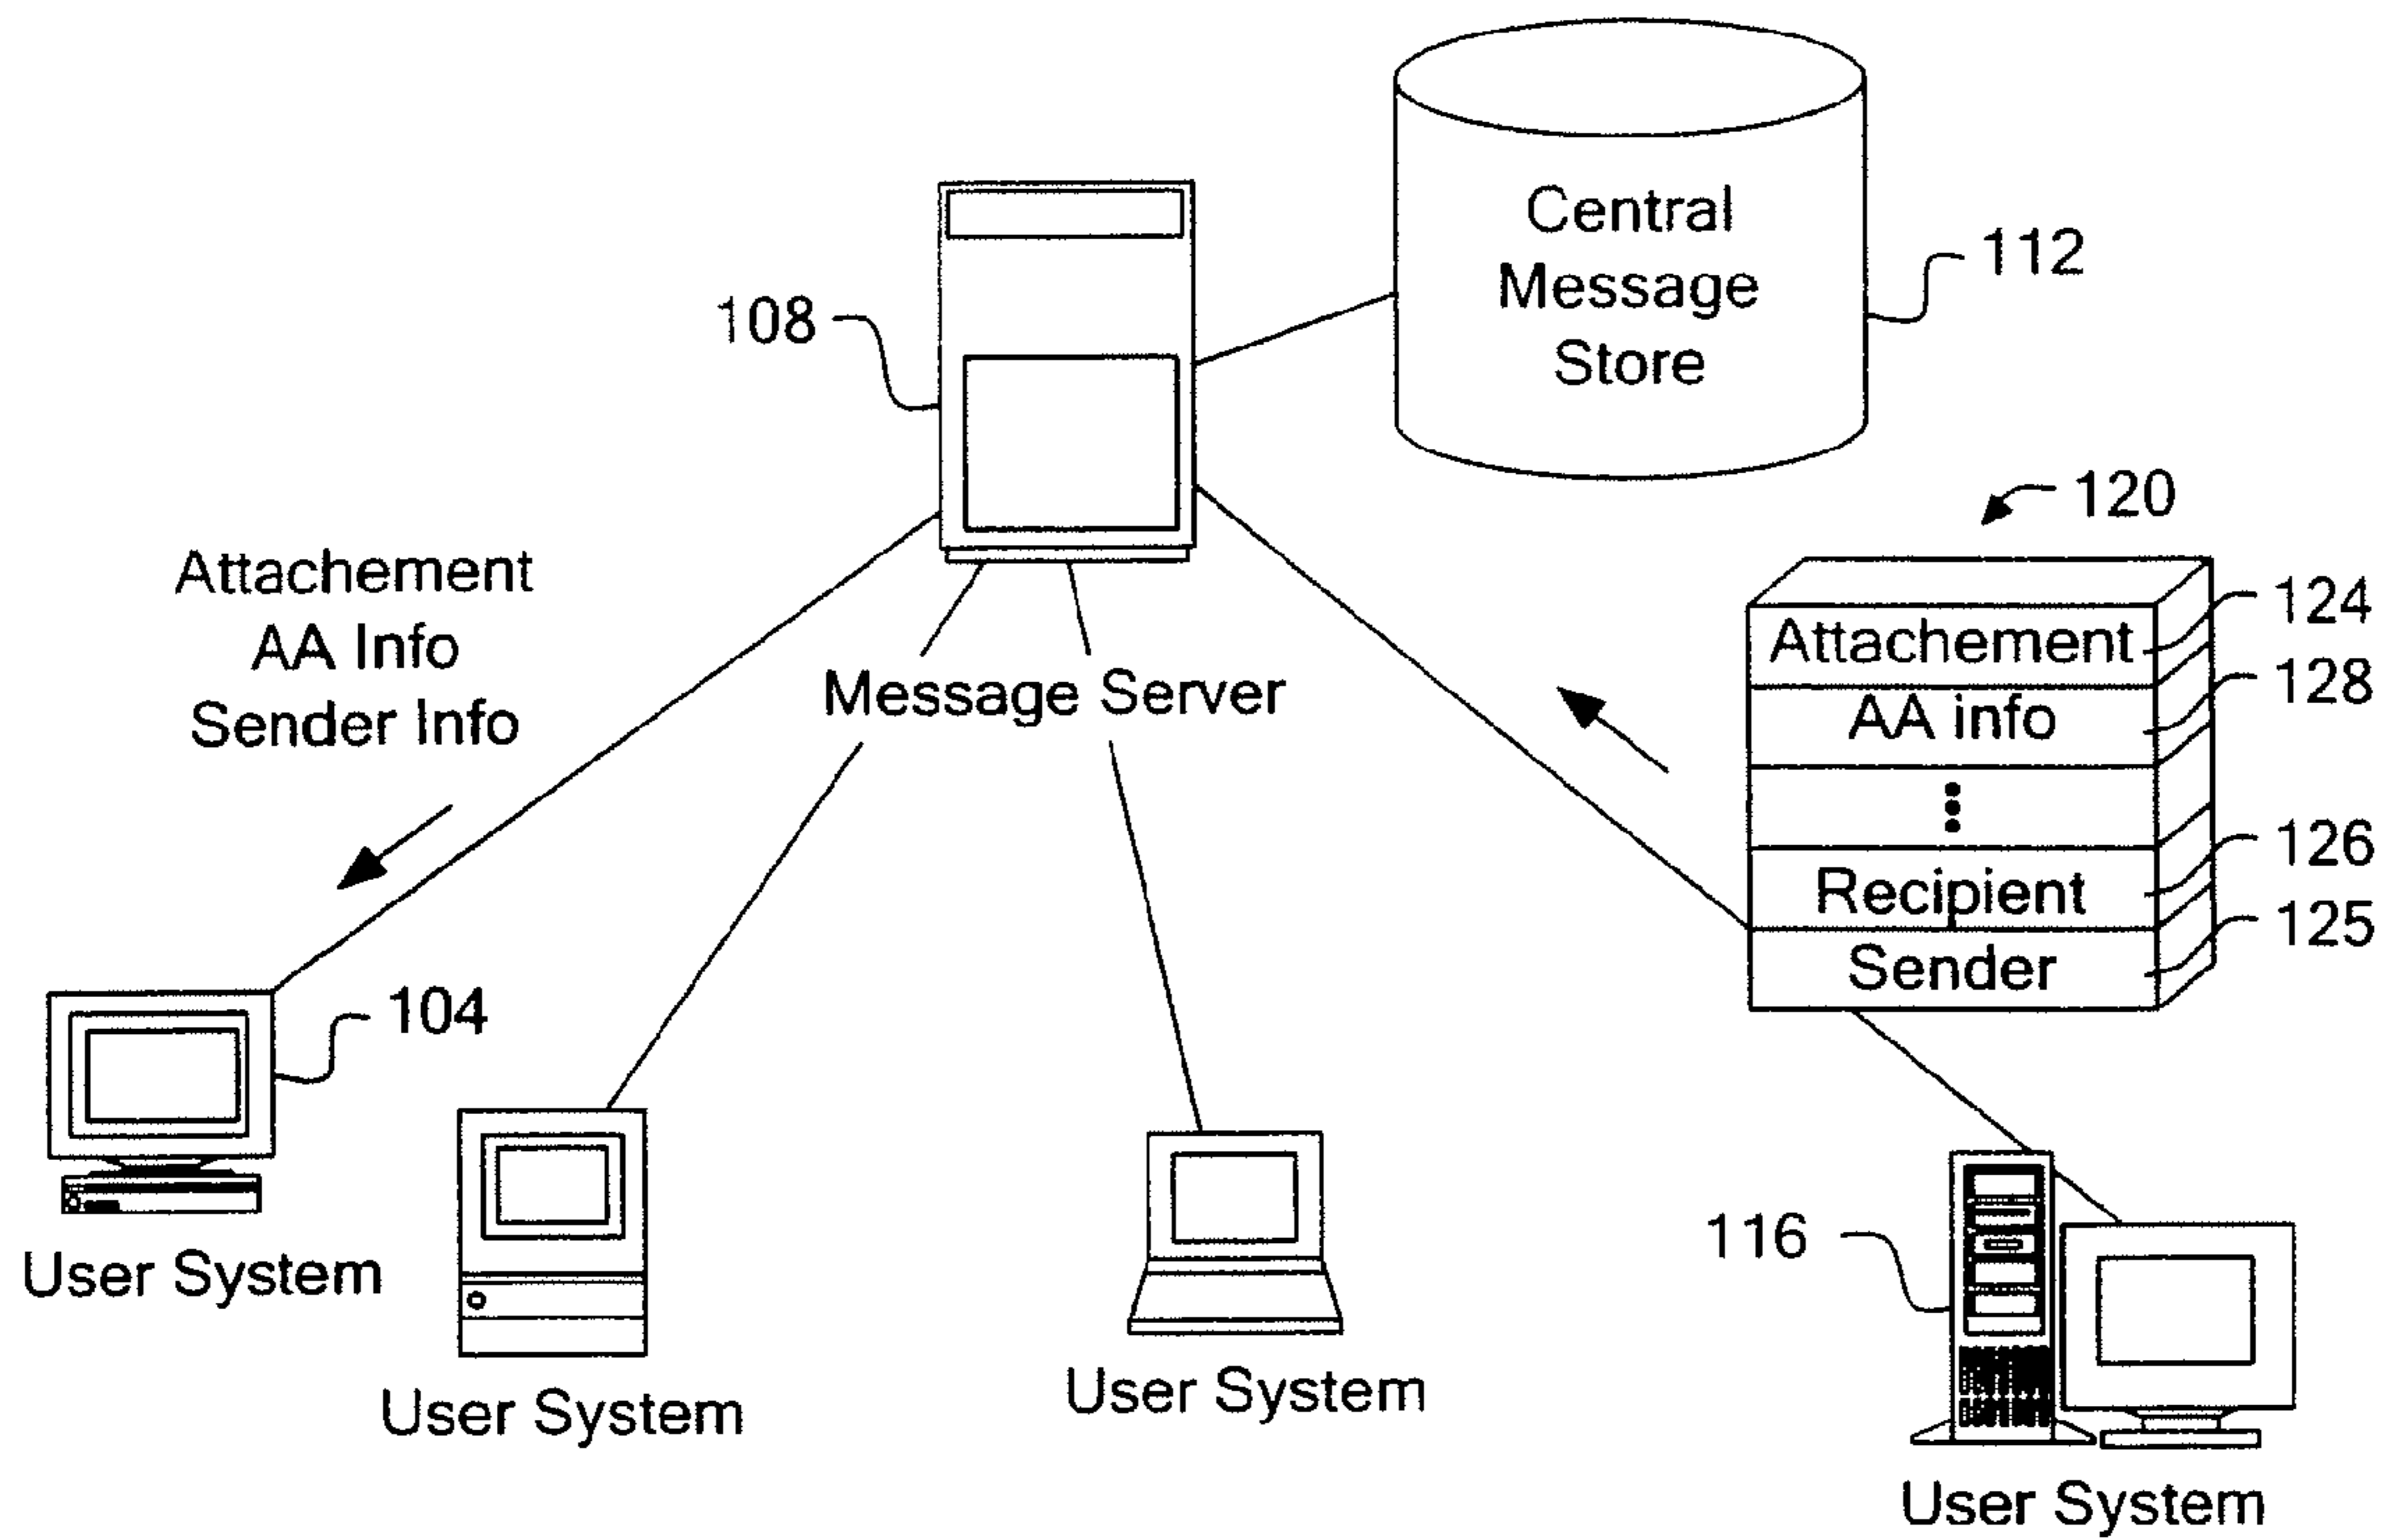 Central
Message
Store
112
108
120
Attachement
AA Info
Sender Info
Message Server
Attachement
124
AA info
128
Recipient
126
Sender
125
104
User System
User System
User System
116
User System